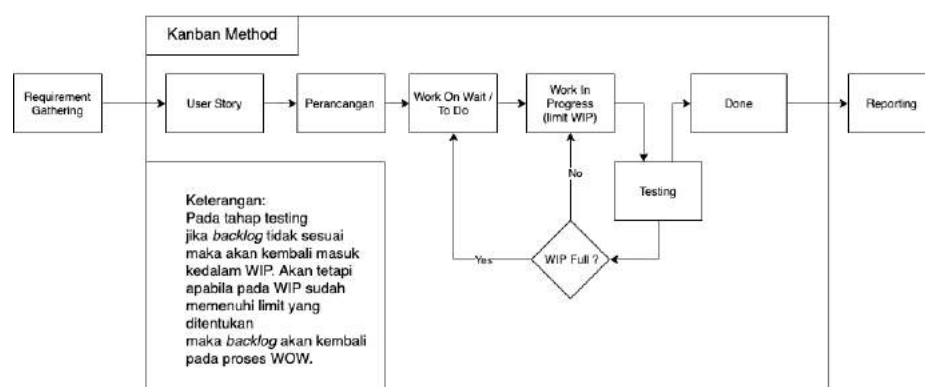 Kanban Method
Requirement
Gathering
User Story
Perancangan
Work On Wait /
To Do
Work In
Progress
(limit WIP)
Done
Reporting
Testing
No
Yes
WIP Full ?
Keterangan:
Pada tahap testing
jika backlog tidak sesuai
maka akan kembali masuk
kedalam WIP. Akan tetapi
apabila pada WIP sudah
memenuhi limit yang
ditentukan
maka backlog akan kembali
pada proses WOW.